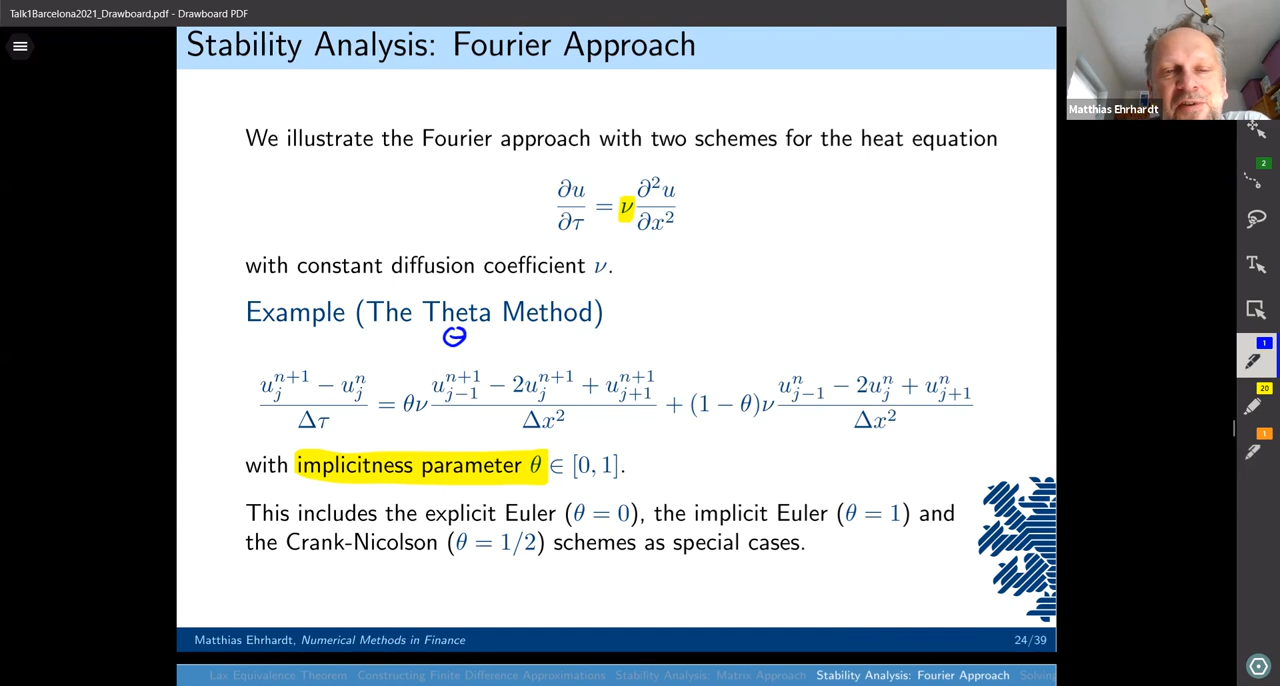 Talk1Barcelona2021_Drawboard.pdf - Drawboard PDF
Stability Analysis: Fourier Approach
Matthias Ehrhardt
We illustrate the Fourier approach with two schemes for the heat equation
∂u/∂τ = ν ∂²u/∂x²
with constant diffusion coefficient ν.
Example (The Theta Method)
Θ
(u_j^{n+1} − u_j^n)/Δτ = θν (u_{j−1}^{n+1} − 2u_j^{n+1} + u_{j+1}^{n+1})/Δx² + (1 − θ)ν (u_{j−1}^n − 2u_j^n + u_{j+1}^n)/Δx²
with implicitness parameter θ ∈ [0, 1].
This includes the explicit Euler (θ = 0), the implicit Euler (θ = 1) and
the Crank-Nicolson (θ = 1/2) schemes as special cases.
Matthias Ehrhardt, Numerical Methods in Finance 24/39
Lax Equivalence Theorem Constructing Finite Difference Approximations Stability Analysis: Matrix Approach Stability Analysis: Fourier Approach Solving
2
1
20
1